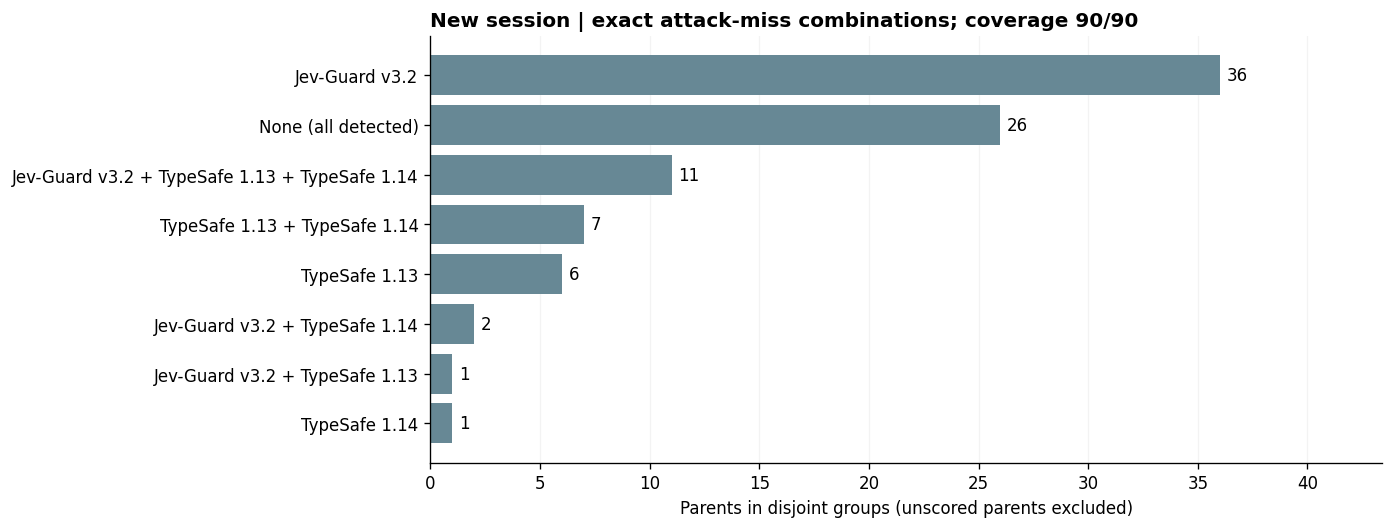 New session | exact attack-miss combinations; coverage 90/90
Jev-Guard v3.2
36
None (all detected)
26
Jev-Guard v3.2 + TypeSafe 1.13 + TypeSafe 1.14
11
TypeSafe 1.13 + TypeSafe 1.14
7
TypeSafe 1.13
6
Jev-Guard v3.2 + TypeSafe 1.14
2
Jev-Guard v3.2 + TypeSafe 1.13
1
TypeSafe 1.14
1
0 5 10 15 20 25 30 35 40
Parents in disjoint groups (unscored parents excluded)